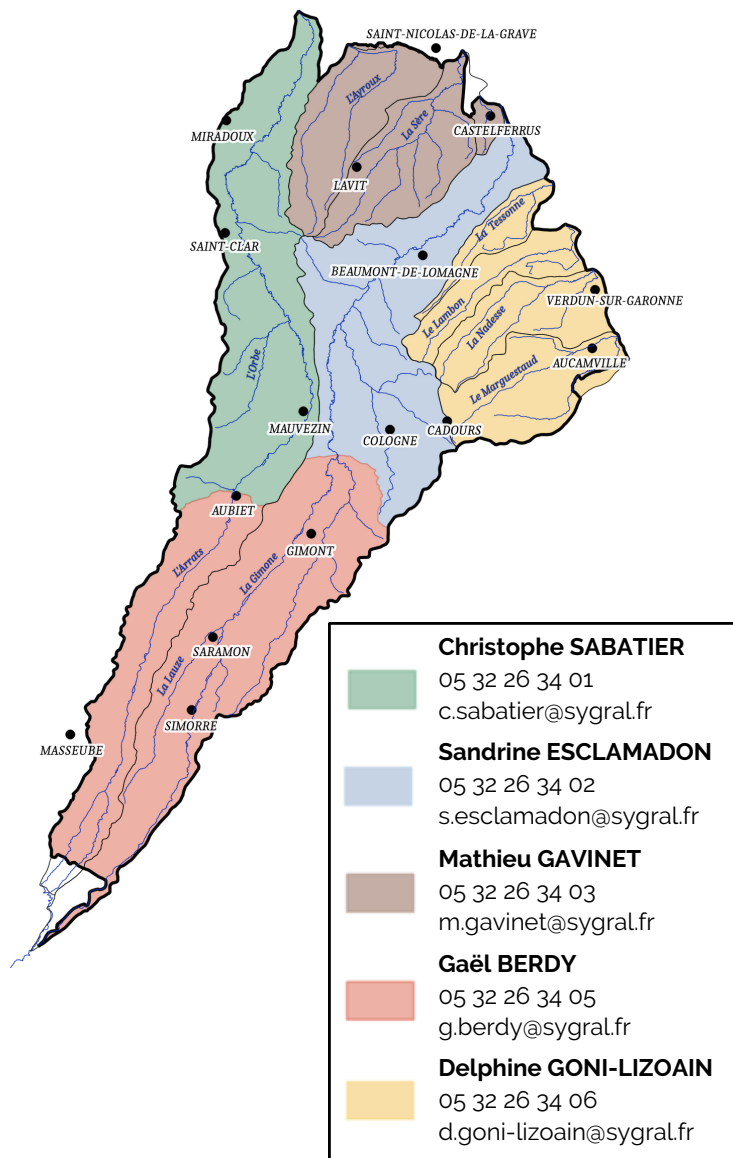 SAINT-NICOLAS-DE-LA-GRAVE
L'Ayroux
La Sère
MIRADOUX
CASTELFERRUS
LAVIT
La Tessonne
SAINT-CLAR
BEAUMONT-DE-LOMAGNE
Le Lambon
La Nadesse
VERDUN-SUR-GARONNE
L'Orbe
Le Marguestaud
AUCAMVILLE
MAUVEZIN
COLOGNE
CADOURS
AUBIET
L'Arrats
La Gimone
GIMONT
SARAMON
La Lauze
SIMORRE
MASSEUBE
Christophe SABATIER
05 32 26 34 01
c.sabatier@sygral.fr
Sandrine ESCLAMADON
05 32 26 34 02
s.esclamadon@sygral.fr
Mathieu GAVINET
05 32 26 34 03
m.gavinet@sygral.fr
Gaël BERDY
05 32 26 34 05
g.berdy@sygral.fr
Delphine GONI-LIZOAIN
05 32 26 34 06
d.goni-lizoain@sygral.fr